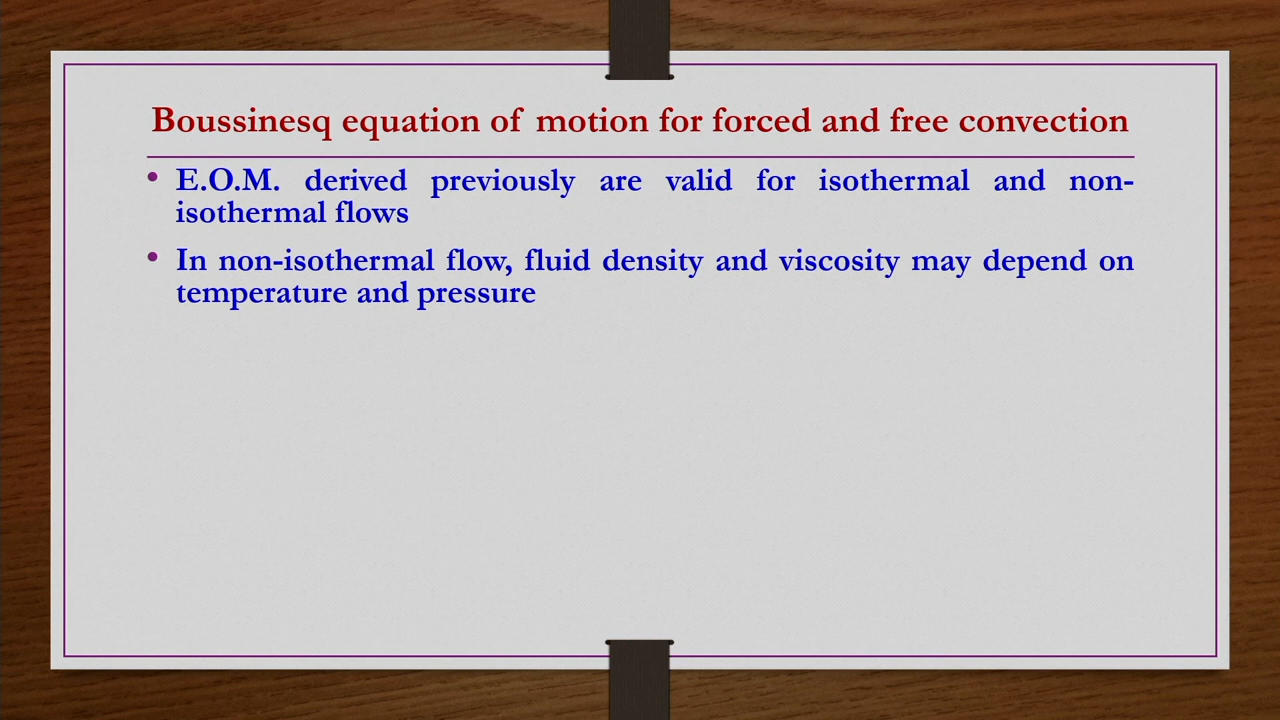 Boussinesq equation of motion for forced and free convection
• E.O.M. derived previously are valid for isothermal and non-
isothermal flows
• In non-isothermal flow, fluid density and viscosity may depend on
temperature and pressure